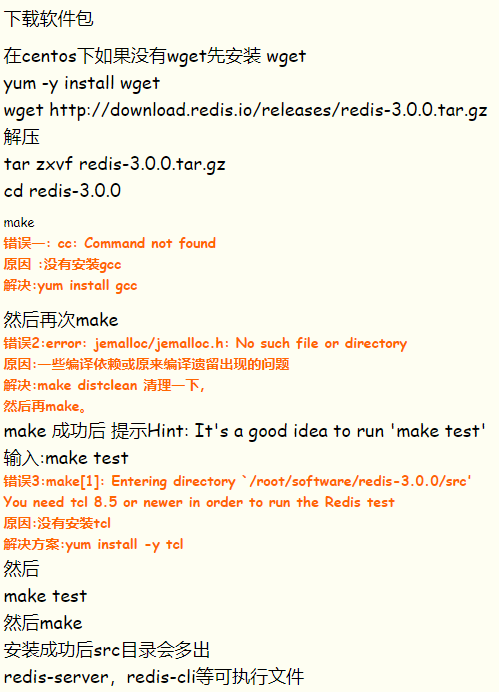 下载软件包
在centos下如果没有wget先安装 wget
yum -y install wget
wget http://download.redis.io/releases/redis-3.0.0.tar.gz
解压
tar zxvf redis-3.0.0.tar.gz
cd redis-3.0.0
make
错误一: cc: Command not found
原因 :没有安装gcc
解决:yum install gcc
然后再次make
错误2:error: jemalloc/jemalloc.h: No such file or directory
原因:一些编译依赖或原来编译遗留出现的问题
解决:make distclean 清理一下，
然后再make。
make 成功后 提示Hint: It's a good idea to run 'make test'
输入:make test
错误3:make[1]: Entering directory `/root/software/redis-3.0.0/src'
You need tcl 8.5 or newer in order to run the Redis test
原因:没有安装tcl
解决方案:yum install -y tcl
然后
make test
然后make
安装成功后src目录会多出
redis-server，redis-cli等可执行文件